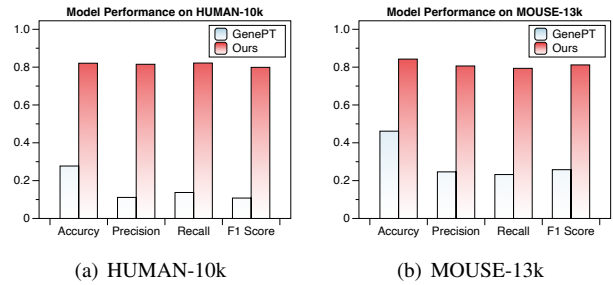 Model Performance on HUMAN-10k
GenePT
Ours
1.0
0.8
0.6
0.4
0.2
0
Accurcy Precision Recall F1 Score
(a) HUMAN-10k
Model Performance on MOUSE-13k
GenePT
Ours
1.0
0.8
0.6
0.4
0.2
0
Accurcy Precision Recall F1 Score
(b) MOUSE-13k